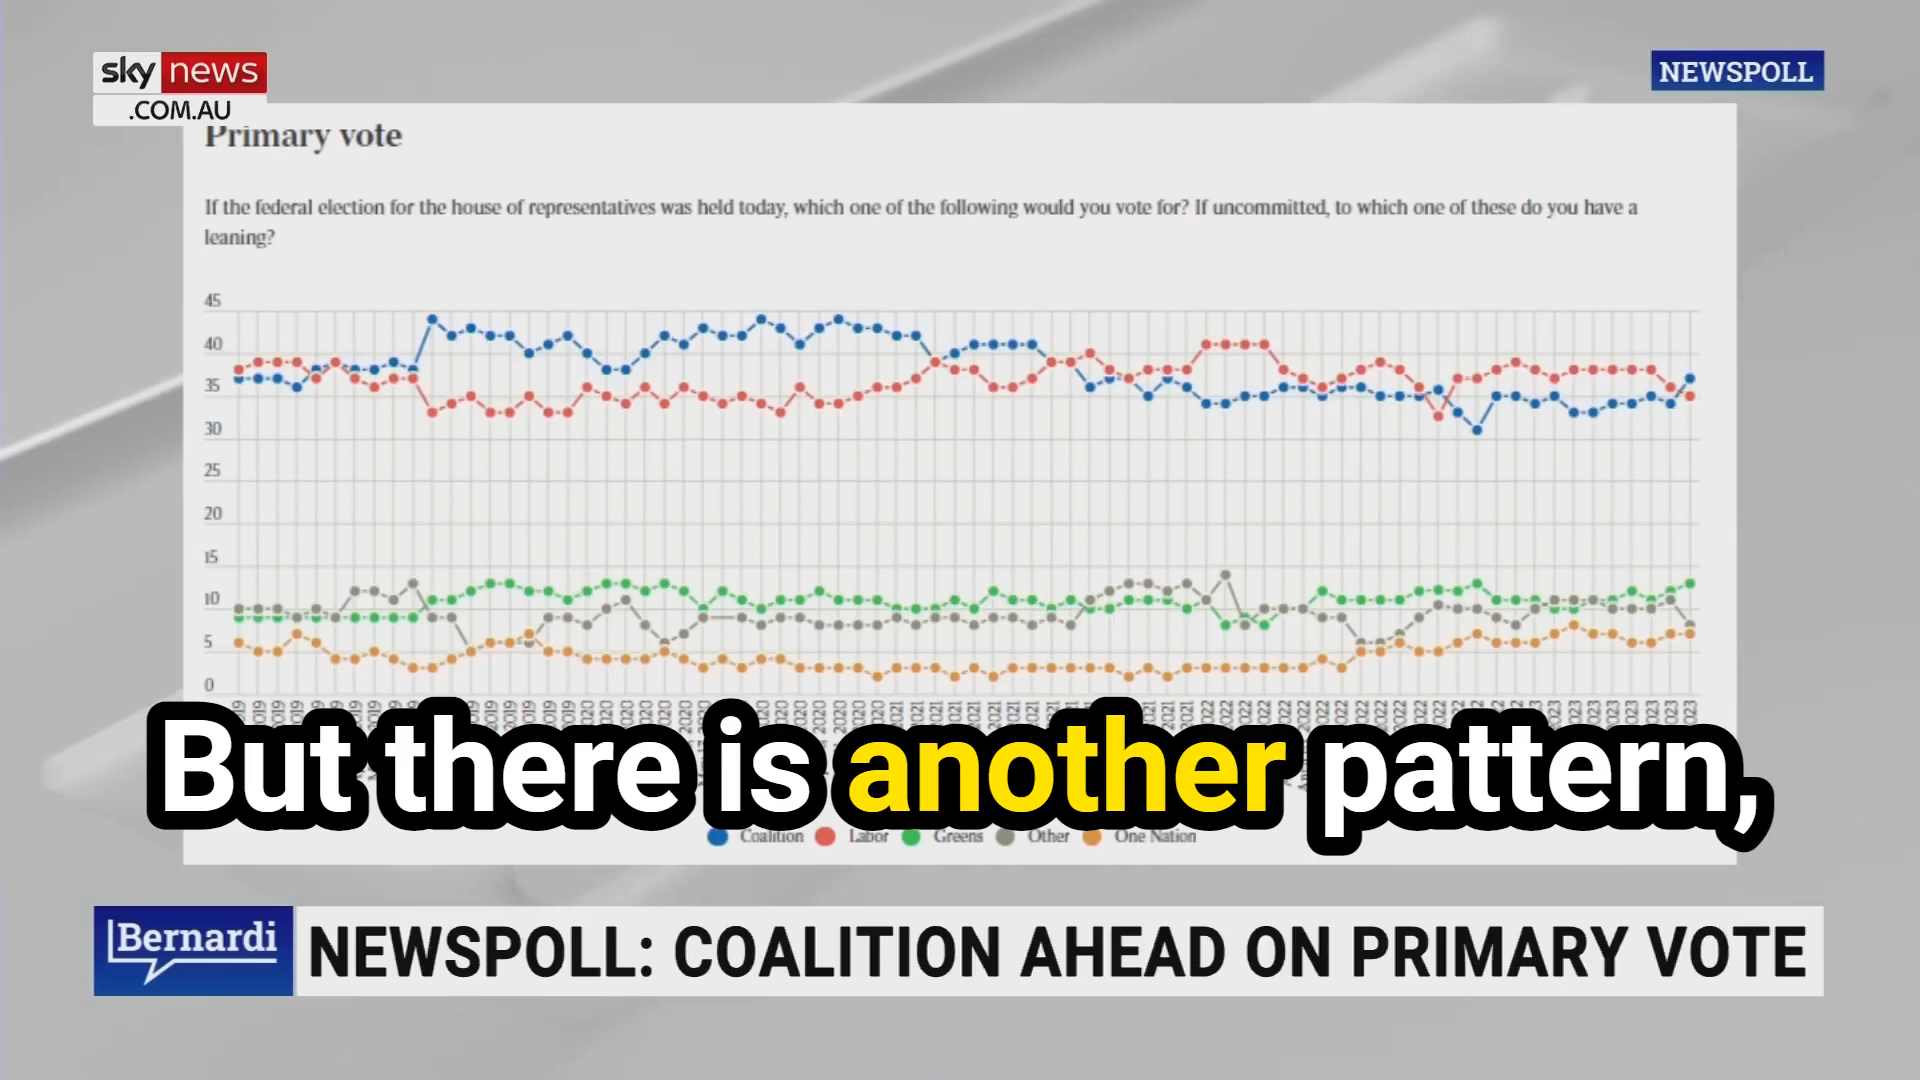 sky news
.COM.AU
NEWSPOLL
Primary vote
If the federal election for the house of representatives was held today, which one of the following would you vote for? If uncommitted, to which one of these do you have a
leaning?
45
40
35
30
25
20
15
10
5
0
But there is another pattern,
Coalition Labor Greens Other One Nation
Bernardi
NEWSPOLL: COALITION AHEAD ON PRIMARY VOTE